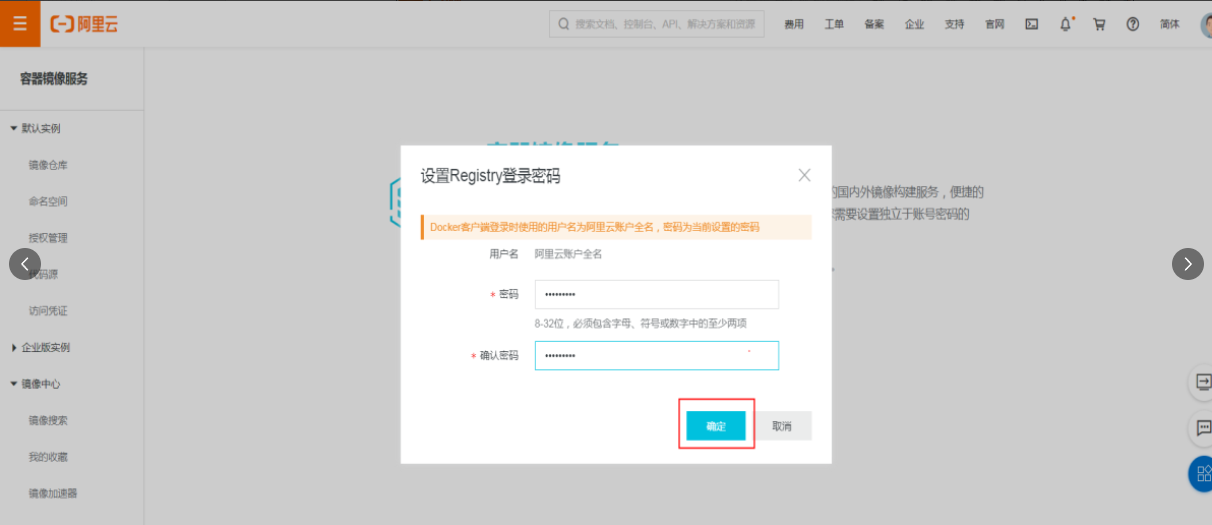 阿里云
搜索文档、控制台、API、解决方案和资源
费用
工单
备案
企业
支持
官网
简体
容器镜像服务
默认实例
镜像仓库
命名空间
授权管理
代码源
访问凭证
企业版实例
镜像中心
镜像搜索
我的收藏
镜像加速器
容器镜像服务
的国内外镜像构建服务，便捷的
需要设置独立于账号密码的
设置Registry登录密码
Docker客户端登录时使用的用户名为阿里云账户全名，密码为当前设置的密码
用户名 阿里云账户全名
* 密码 •••••••••
8-32位，必须包含字母、符号或数字中的至少两项
* 确认密码 •••••••••
确定
取消